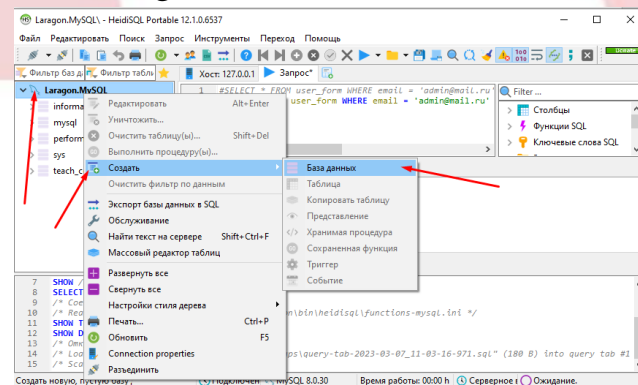 Laragon.MySQL\ - HeidiSQL Portable 12.1.0.6537
Файл Редактировать Поиск Запрос Инструменты Переход Помощь
Donate
Фильтр баз д Фильтр табли
Хост: 127.0.0.1 Запрос*
Laragon.MySQL
informa
mysql
perform
sys
teach_c
1 #SELECT * FROM user_form WHERE email = 'admin@mail.ru'
user_form WHERE email = 'admin@mail.ru'
Filter ...
Столбцы
Функции SQL
Ключевые слова SQL
Редактировать Alt+Enter
Уничтожить...
Очистить таблицу(ы)... Shift+Del
Выполнить процедуру(ы)...
Создать
Очистить фильтр по данным
Экспорт базы данных в SQL
Обслуживание
Найти текст на сервере Shift+Ctrl+F
Массовый редактор таблиц
Развернуть все
Свернуть все
Настройки стиля дерева
Печать... Ctrl+P
Обновить F5
Connection properties
Разъединить
База данных
Таблица
Копировать таблицу
Представление
Хранимая процедура
Сохраненная функция
Триггер
Событие
7 SHOW /
8 SELECT
9 /* Сое
10 /* Rea n\bin\heidisql\functions-mysql.ini */
11 SHOW T
12 SHOW D
13 /* Отк
14 /* Loa ps\query-tab-2023-03-07_11-03-16-971.sql" (180 B) into query tab #1
15 /* Sca
Создать новую, пустую базу, Подключен MySQL 8.0.30 Время работы: 00:00 h Серверное Ожидание.